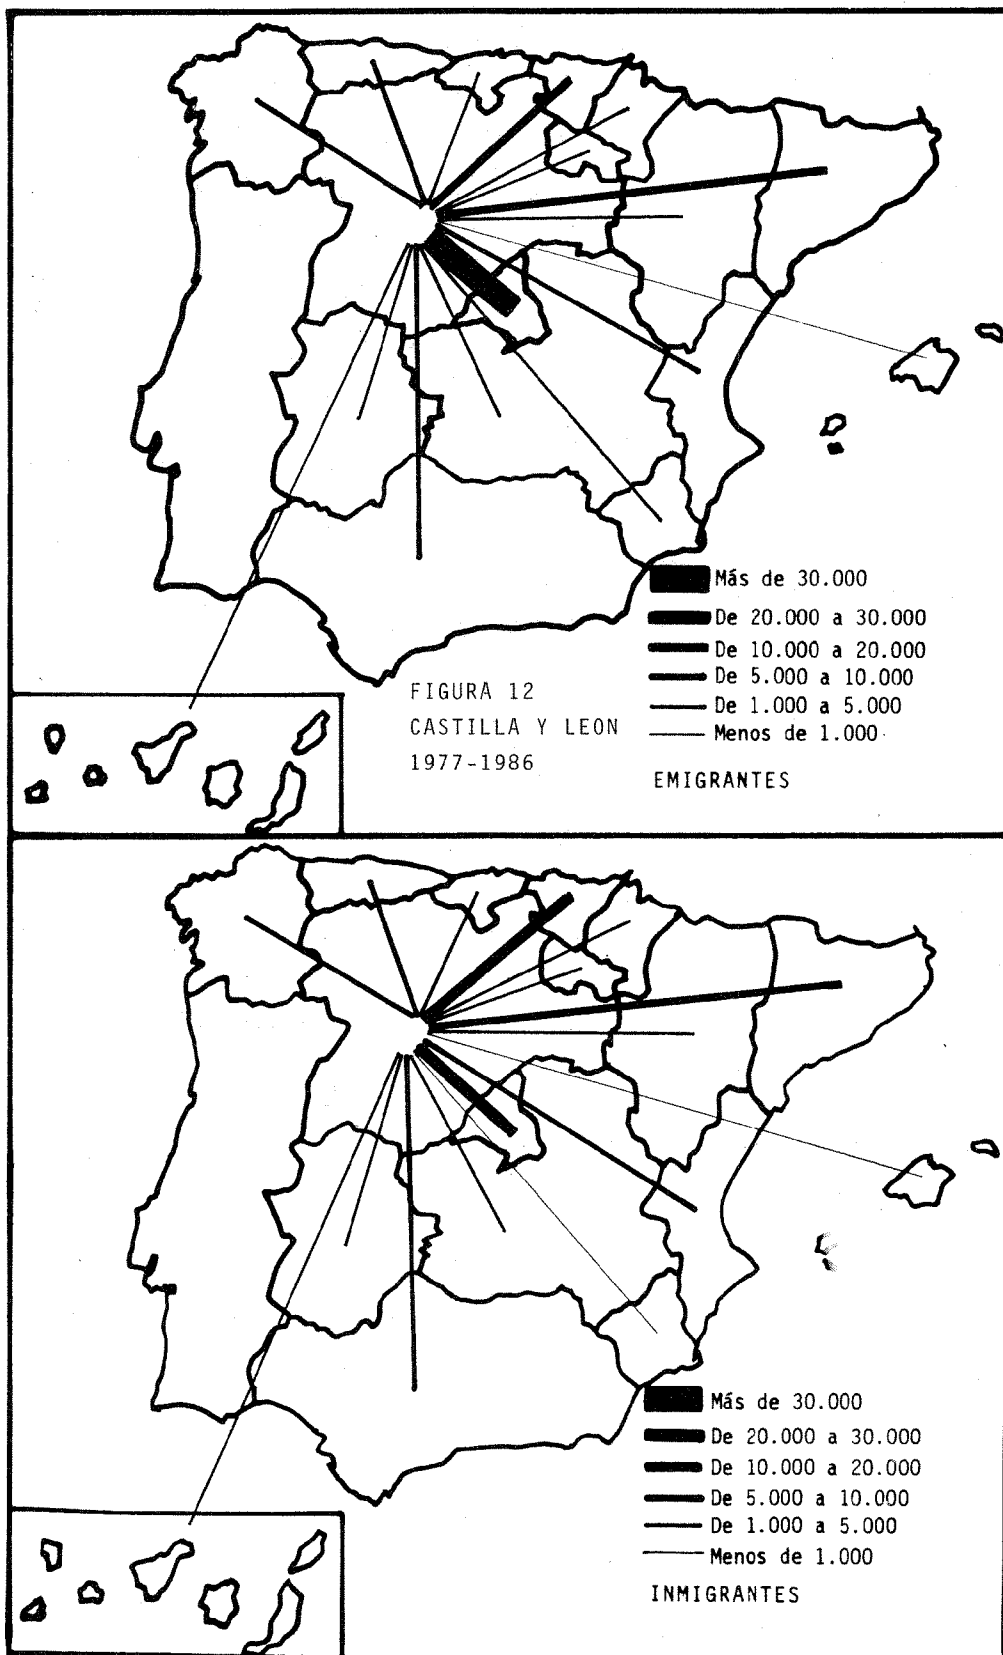 Más de 30.000
De 20.000 a 30.000
De 10.000 a 20.000
De 5.000 a 10.000
De 1.000 a 5.000
Menos de 1.000
FIGURA 12
CASTILLA Y LEON
1977-1986
EMIGRANTES
Más de 30.000
De 20.000 a 30.000
De 10.000 a 20.000
De 5.000 a 10.000
De 1.000 a 5.000
Menos de 1.000
INMIGRANTES